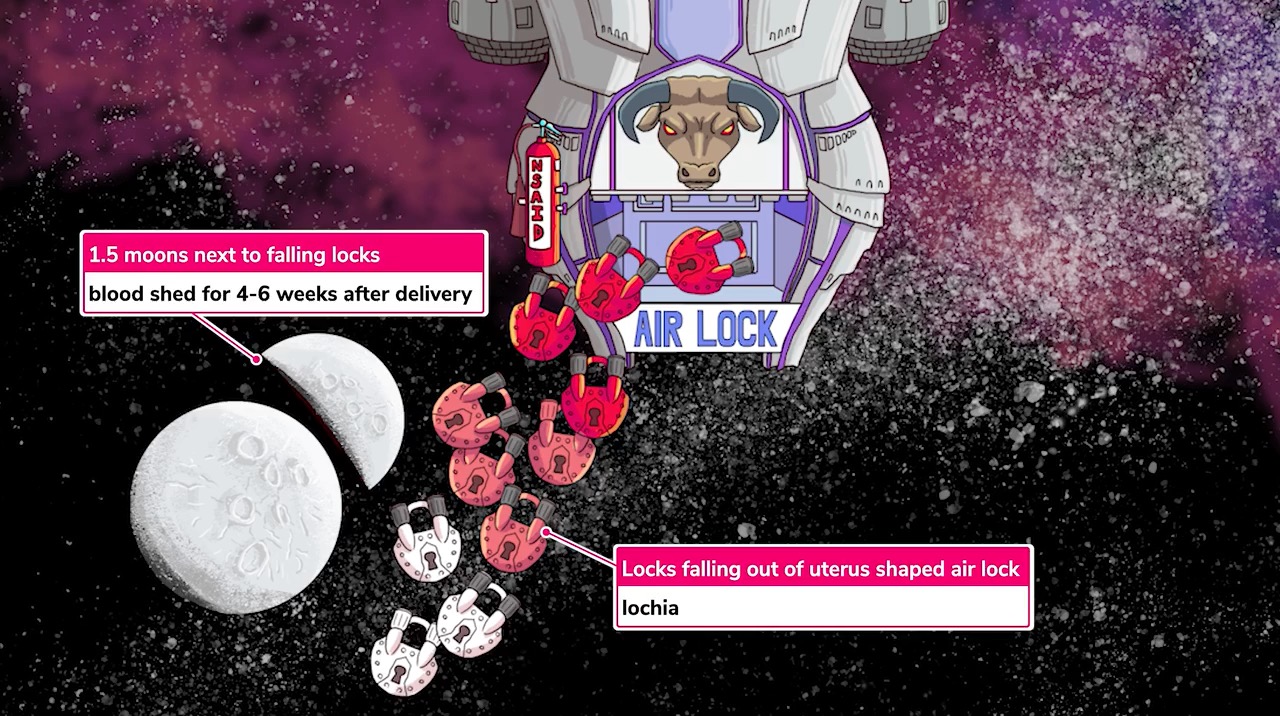 NSAID
1.5 moons next to falling locks
blood shed for 4-6 weeks after delivery
AIR LOCK
Locks falling out of uterus shaped air lock
lochia